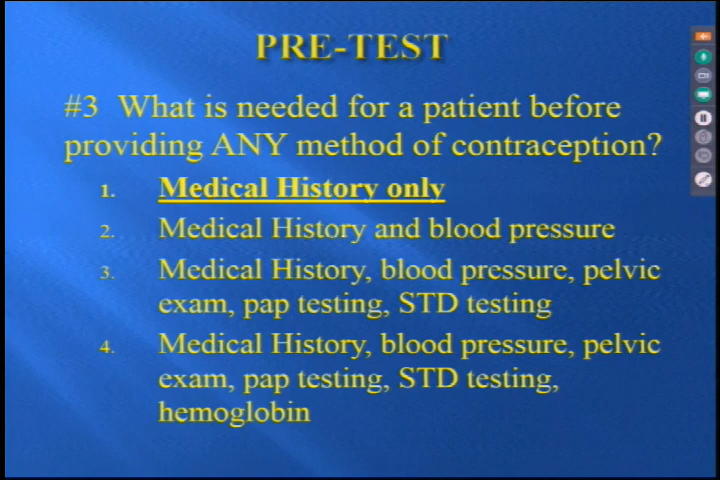 PRE-TEST
#3 What is needed for a patient before
providing ANY method of contraception?
1. Medical History only
2. Medical History and blood pressure
3. Medical History, blood pressure, pelvic
exam, pap testing, STD testing
4. Medical History, blood pressure, pelvic
exam, pap testing, STD testing,
hemoglobin